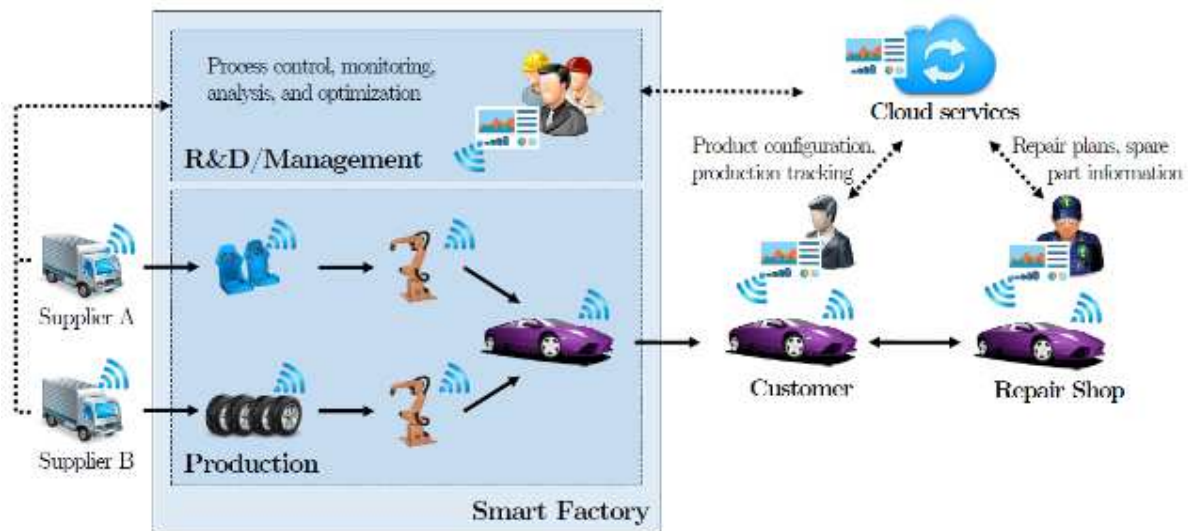 Process control, monitoring,
analysis, and optimization
R&D/Management
Cloud services
Product configuration,
production tracking
Repair plans, spare
part information
Supplier A
Supplier B
Production
Customer
Repair Shop
Smart Factory